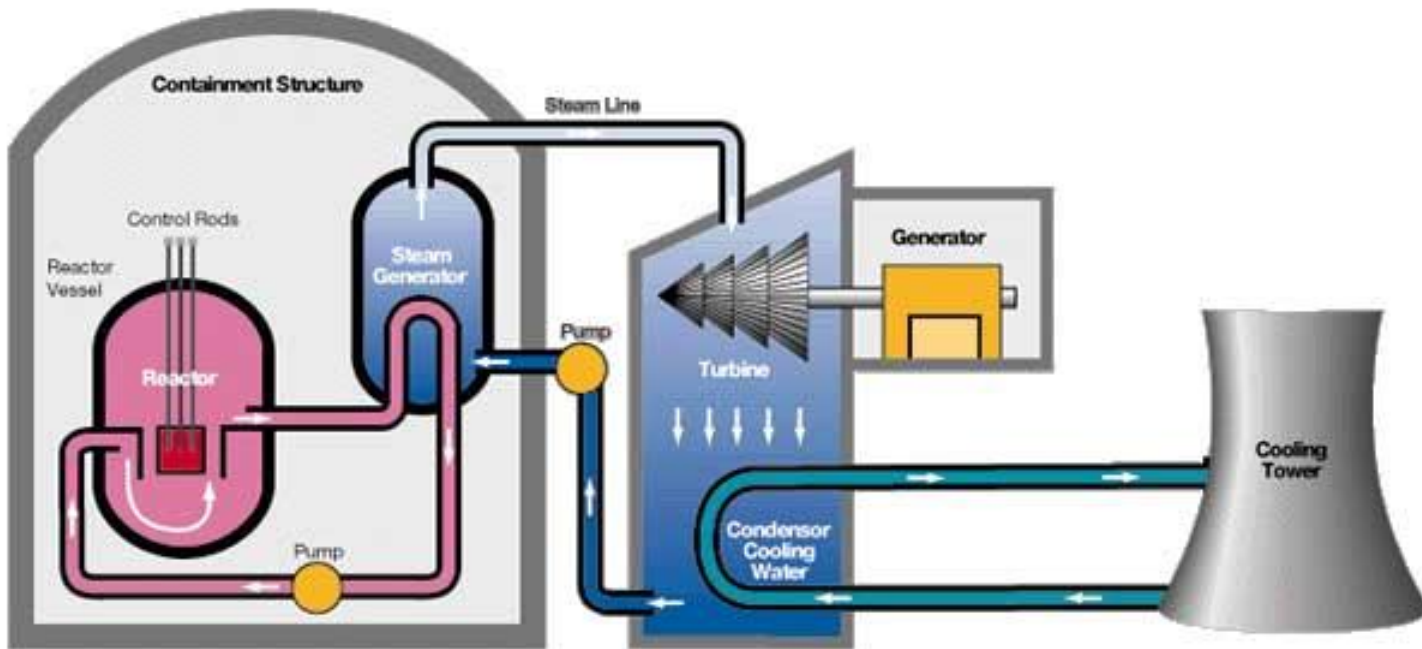 Containment Structure
Steam Line
Control Rods
Reactor
Vessel
Steam
Generator
Generator
Pump
Reactor
Turbine
Cooling
Tower
Condensor
Cooling
Water
Pump